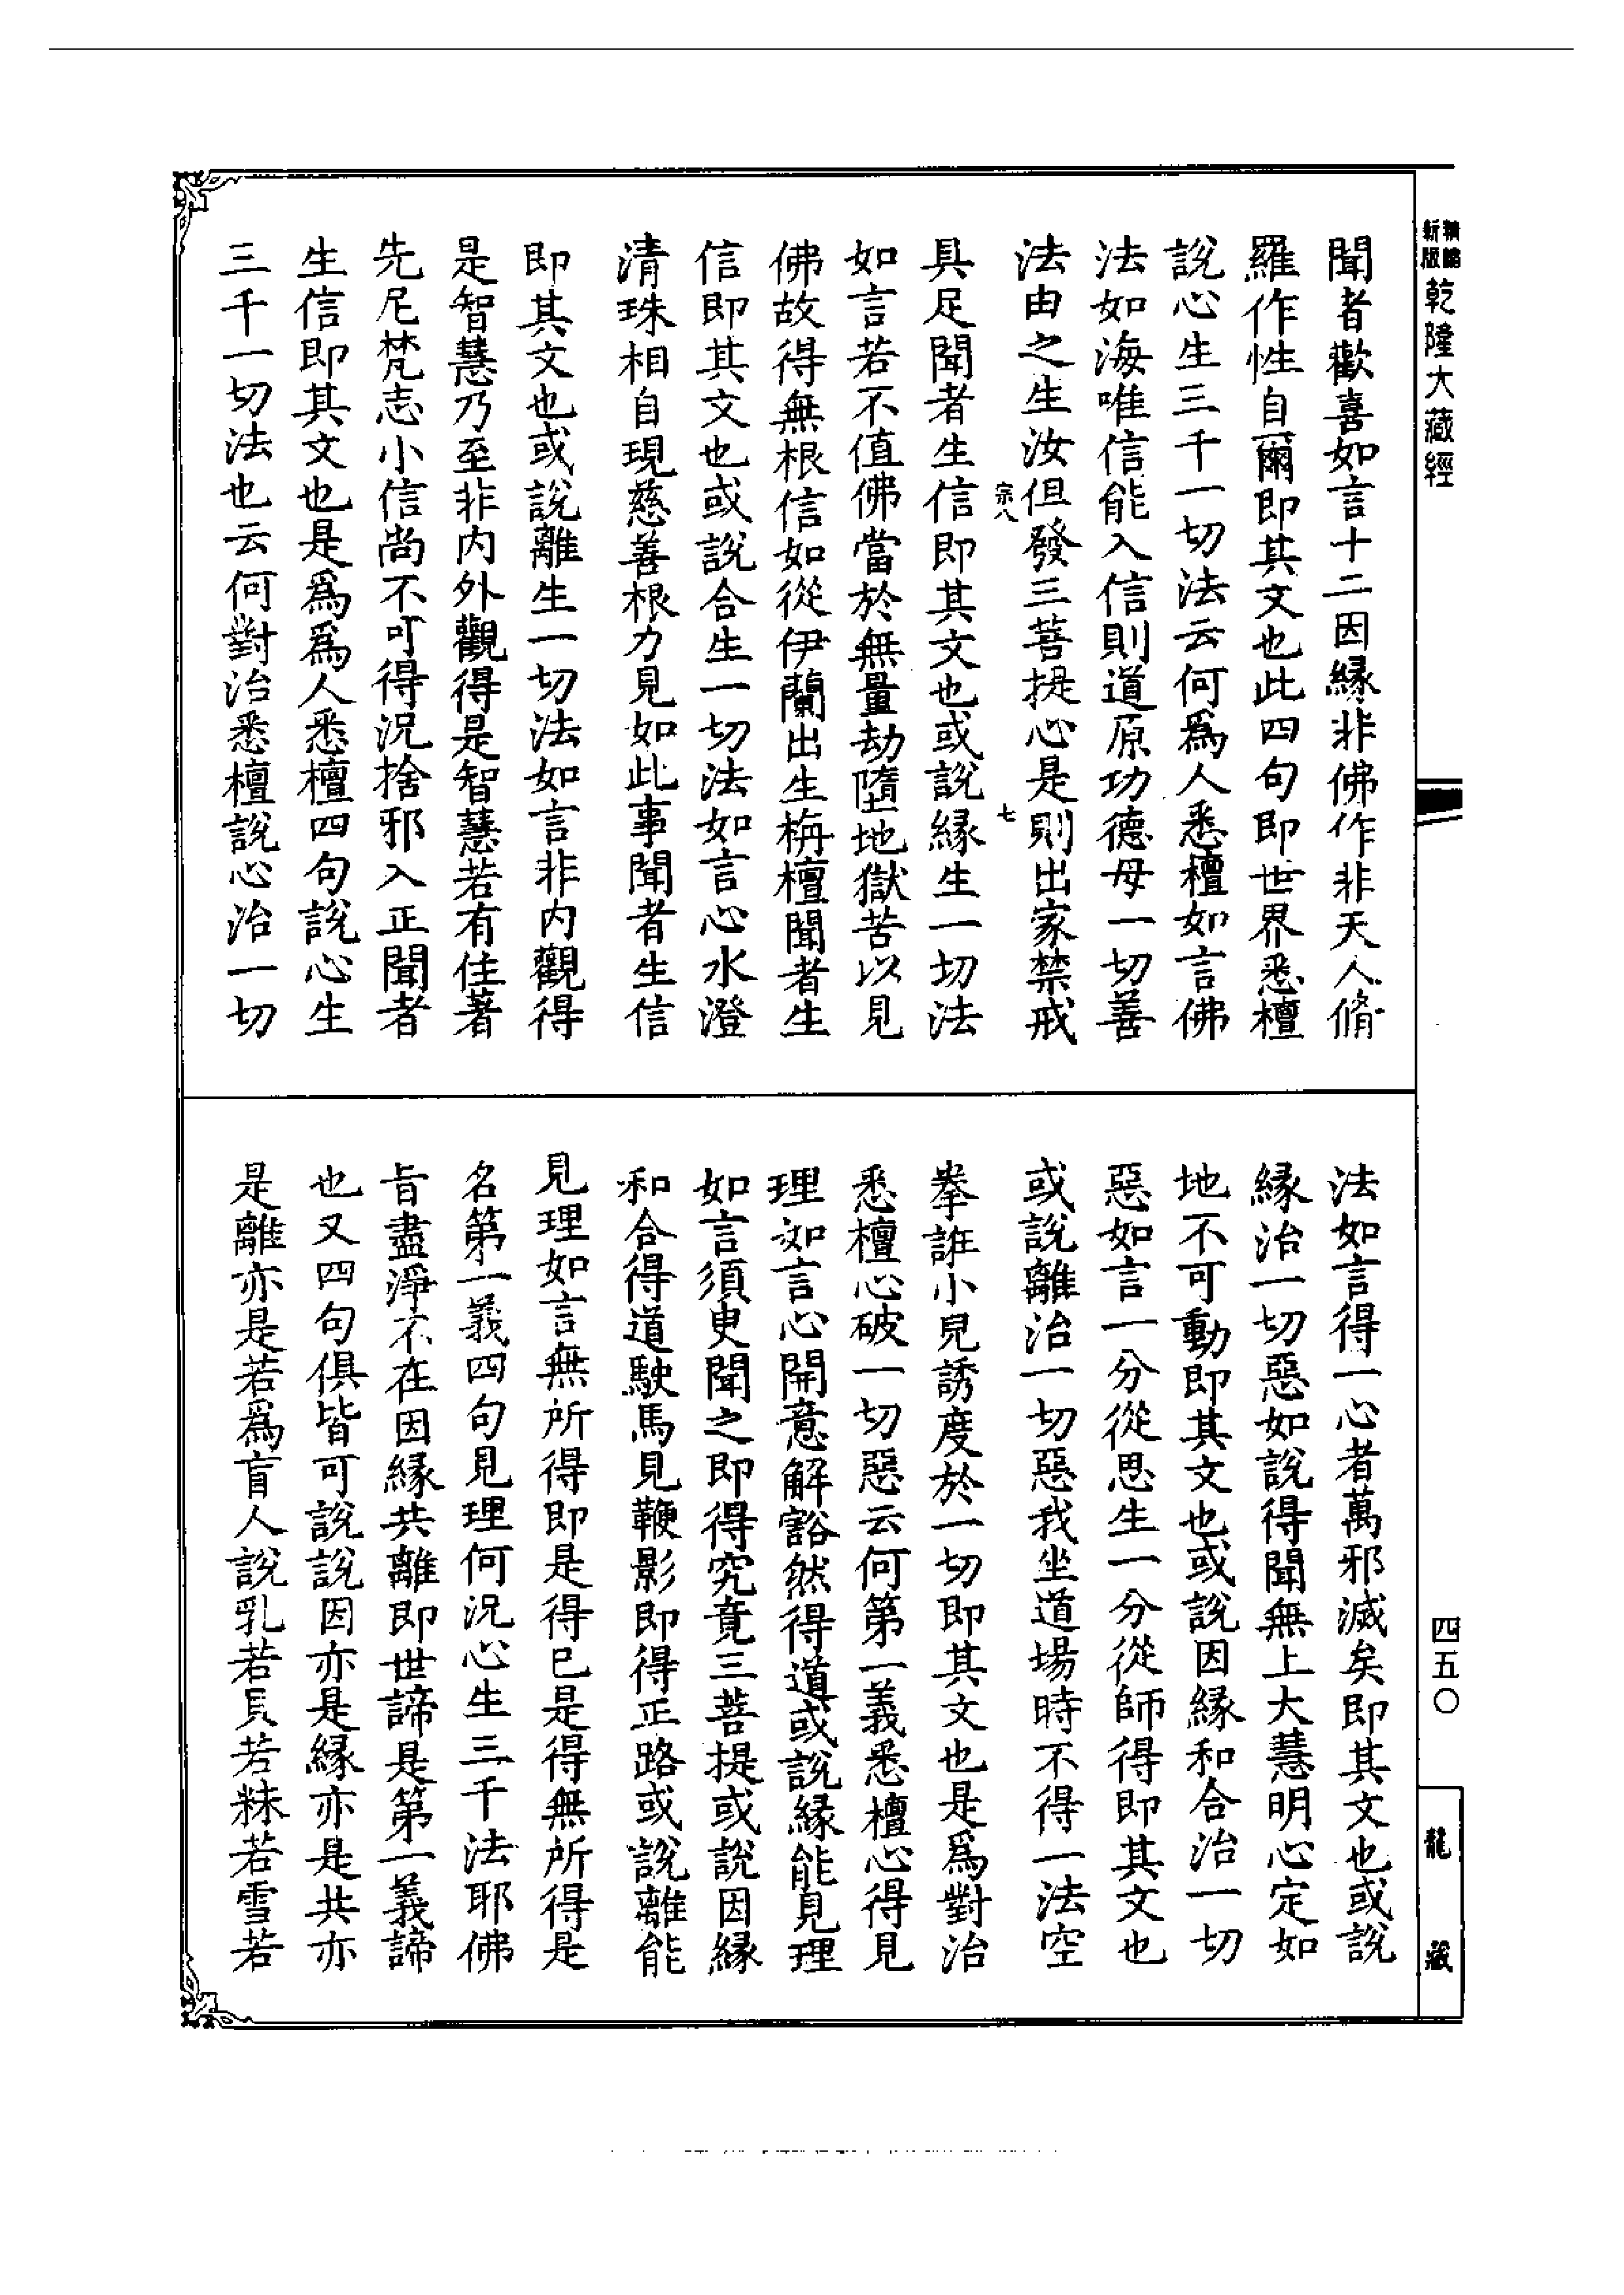 新版
精縮
乾隆大藏經
聞者歡喜如言十二因緣非佛作非天人脩
羅作性自爾即其文也此四句即世界悉檀
說心生三千一切法云何為人悉檀如言佛
法如海唯信能入信則道原功德母一切善
法由之生汝但發三菩提心是則出家禁戒
宗八
七
具足聞者生信即其文也或說緣生一切法
如言若不值佛當於無量劫墮地獄苦以見
佛故得無根信如從伊蘭出生栴檀聞者生
信即其文也或說合生一切法如言心水澄
清珠相自現慈善根力見如此事聞者生信
即其文也或說離生一切法如言非內觀得
是智慧乃至非內外觀得是智慧若有住著
先尼梵志小信尚不可得況捨邪入正聞者
生信即其文也是為為人悉檀四句說心生
三千一切法也云何對治悉檀說心治一切
法如言得一心者萬邪滅矣即其文也或說
緣治一切惡如說得聞無上大慧明心定如
地不可動即其文也或說因緣和合治一切
惡如言一分從思生一分從師得即其文也
或說離治一切惡我坐道場時不得一法空
拳誑小兒誘度於一切即其文也是為對治
悉檀心破一切惡云何第一義悉檀心得見
理如言心開意解豁然得道或說緣能見理
如言須臾聞之即得究竟三菩提或說因緣
和合得道駛馬見鞭影即得正路或說離能
見理如言無所得即是得已是得無所得是
名第一義四句見理何況心生三千法耶佛
旨盡淨不在因緣共離即世諦是第一義諦
也又四句俱皆可說說因亦是緣亦是共亦
是離亦是若為盲人說乳若貝若粖若雪若
四五〇
龍藏